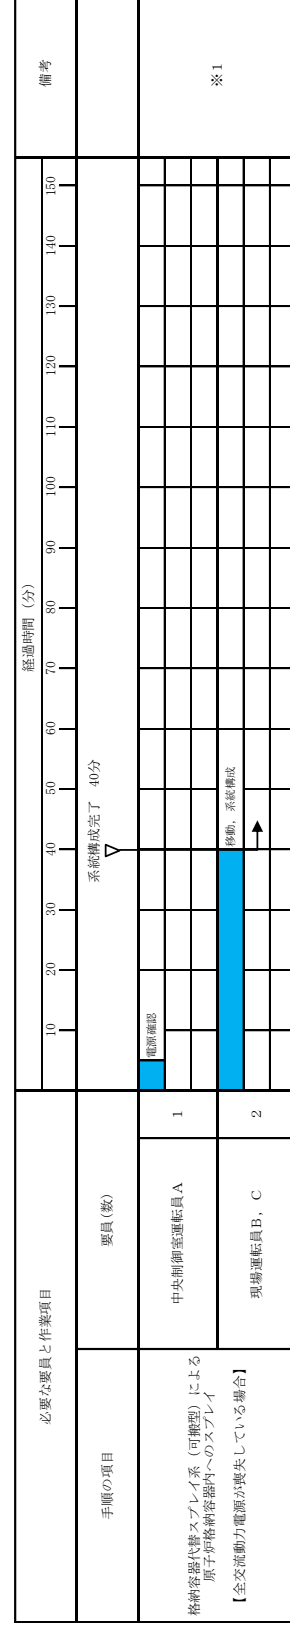 必要な要員と作業項目
経過時間（分）
備考
10 20 30 40 50 60 70 80 90 100 110 120 130 140 150
手順の項目
要員(数)
系統構成完了 40分
格納容器代替スプレイ系（可搬型）による
原子炉格納容器内へのスプレイ
【全交流動力電源が喪失している場合】
中央制御室運転員Ａ
1
電源確認
現場運転員Ｂ，Ｃ
2
移動，系統構成
※１